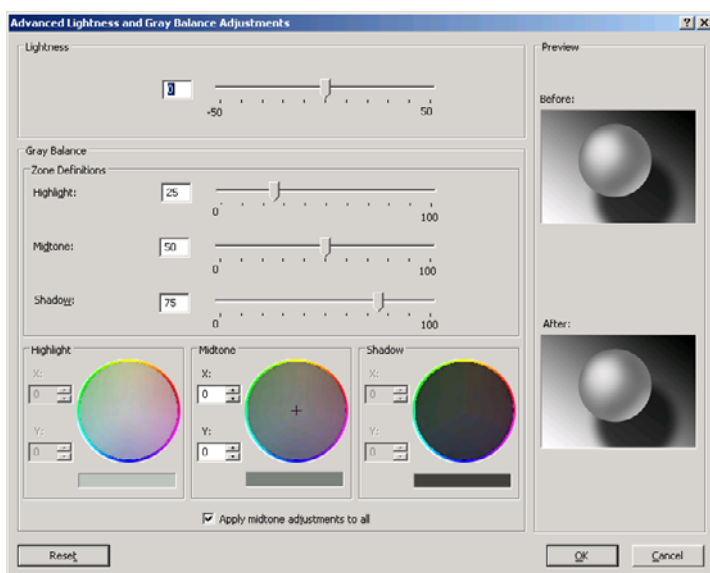 Advanced Lightness and Gray Balance Adjustments
Lightness
0
-50 50
Gray Balance
Zone Definitions
Highlight: 25
0 100
Midtone: 50
0 100
Shadow: 75
0 100
Highlight
X:
0
Y:
0
Midtone
X:
0
Y:
0
Shadow
X:
0
Y:
0
Apply midtone adjustments to all
Preview
Before:
After:
Reset OK Cancel